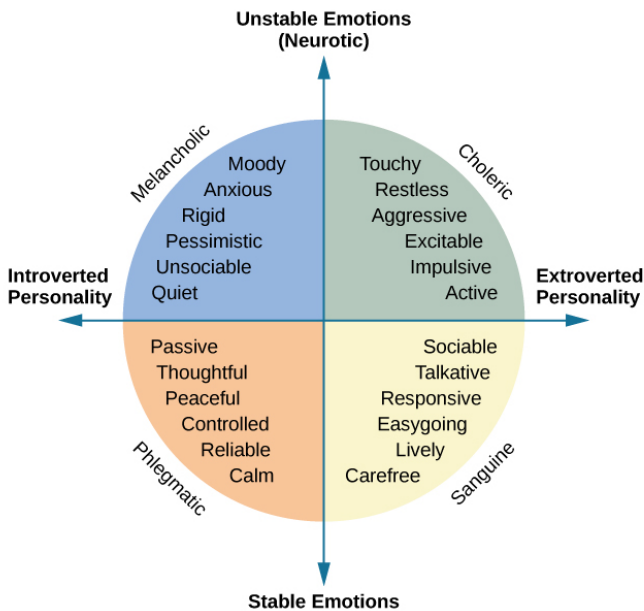 Unstable Emotions
(Neurotic)
Melancholic
Choleric
Moody
Anxious
Rigid
Pessimistic
Unsociable
Quiet
Touchy
Restless
Aggressive
Excitable
Impulsive
Active
Introverted
Personality
Extroverted
Personality
Passive
Thoughtful
Peaceful
Controlled
Reliable
Calm
Sociable
Talkative
Responsive
Easygoing
Lively
Carefree
Phlegmatic
Sanguine
Stable Emotions